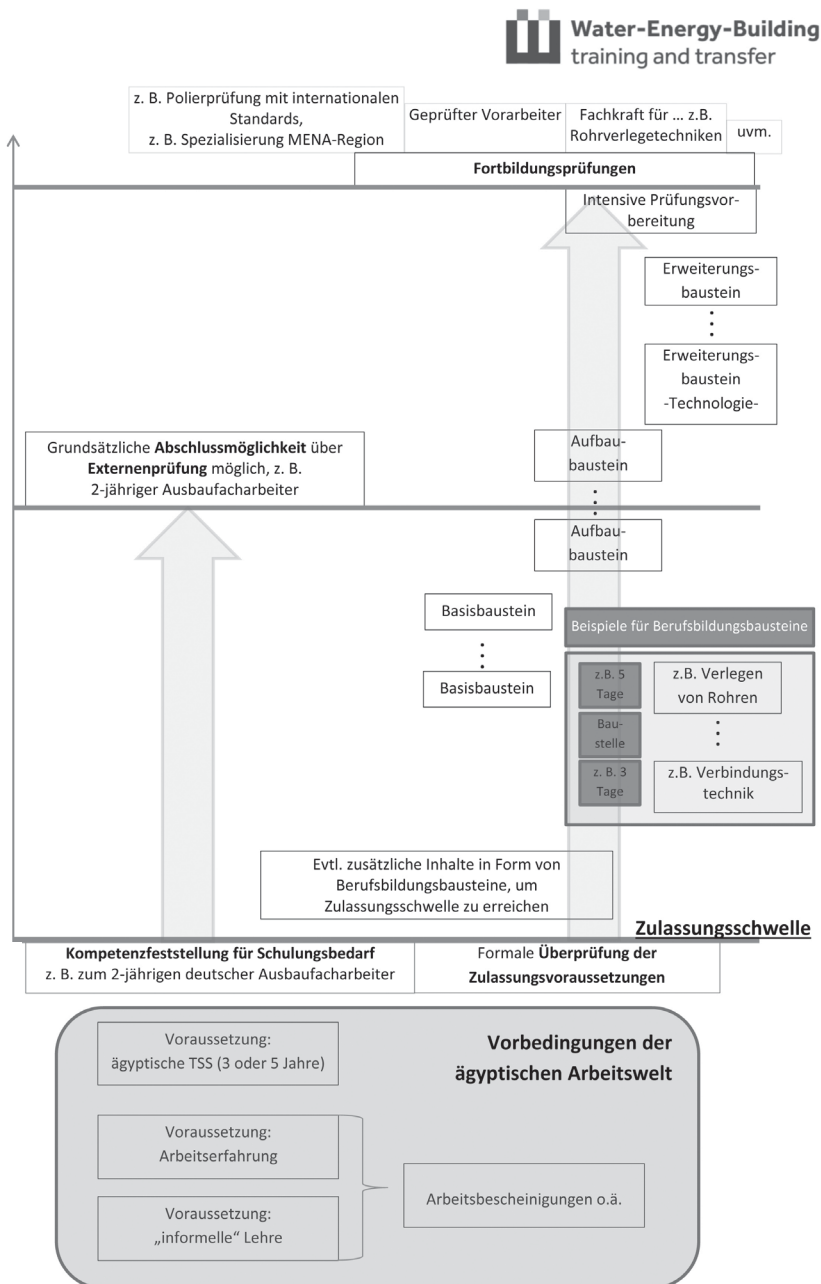 Water-Energy-Building
training and transfer
z. B. Polierprüfung mit internationalen
Standards,
z. B. Spezialisierung MENA-Region
Geprüfter Vorarbeiter
Fachkraft für ... z.B.
Rohrverlegetechniken
uvm.
Fortbildungsprüfungen
Intensive Prüfungsvor-
bereitung
Erweiterungs-
baustein
Erweiterungs-
baustein
-Technologie-
Grundsätzliche Abschlussmöglichkeit über
Externenprüfung möglich, z. B.
2-jähriger Ausbaufacharbeiter
Aufbau-
baustein
Aufbau-
baustein
Basisbaustein
Basisbaustein
Beispiele für Berufsbildungsbausteine
z.B. 5
Tage
z.B. Verlegen
von Rohren
Bau-
stelle
z. B. 3
Tage
z.B. Verbindungs-
technik
Evtl. zusätzliche Inhalte in Form von
Berufsbildungsbausteine, um
Zulassungsschwelle zu erreichen
Zulassungsschwelle
Kompetenzfeststellung für Schulungsbedarf
z. B. zum 2-jährigen deutscher Ausbaufacharbeiter
Formale Überprüfung der
Zulassungsvoraussetzungen
Vorbedingungen der
ägyptischen Arbeitswelt
Voraussetzung:
ägyptische TSS (3 oder 5 Jahre)
Voraussetzung:
Arbeitserfahrung
Voraussetzung:
„informelle“ Lehre
Arbeitsbescheinigungen o.ä.